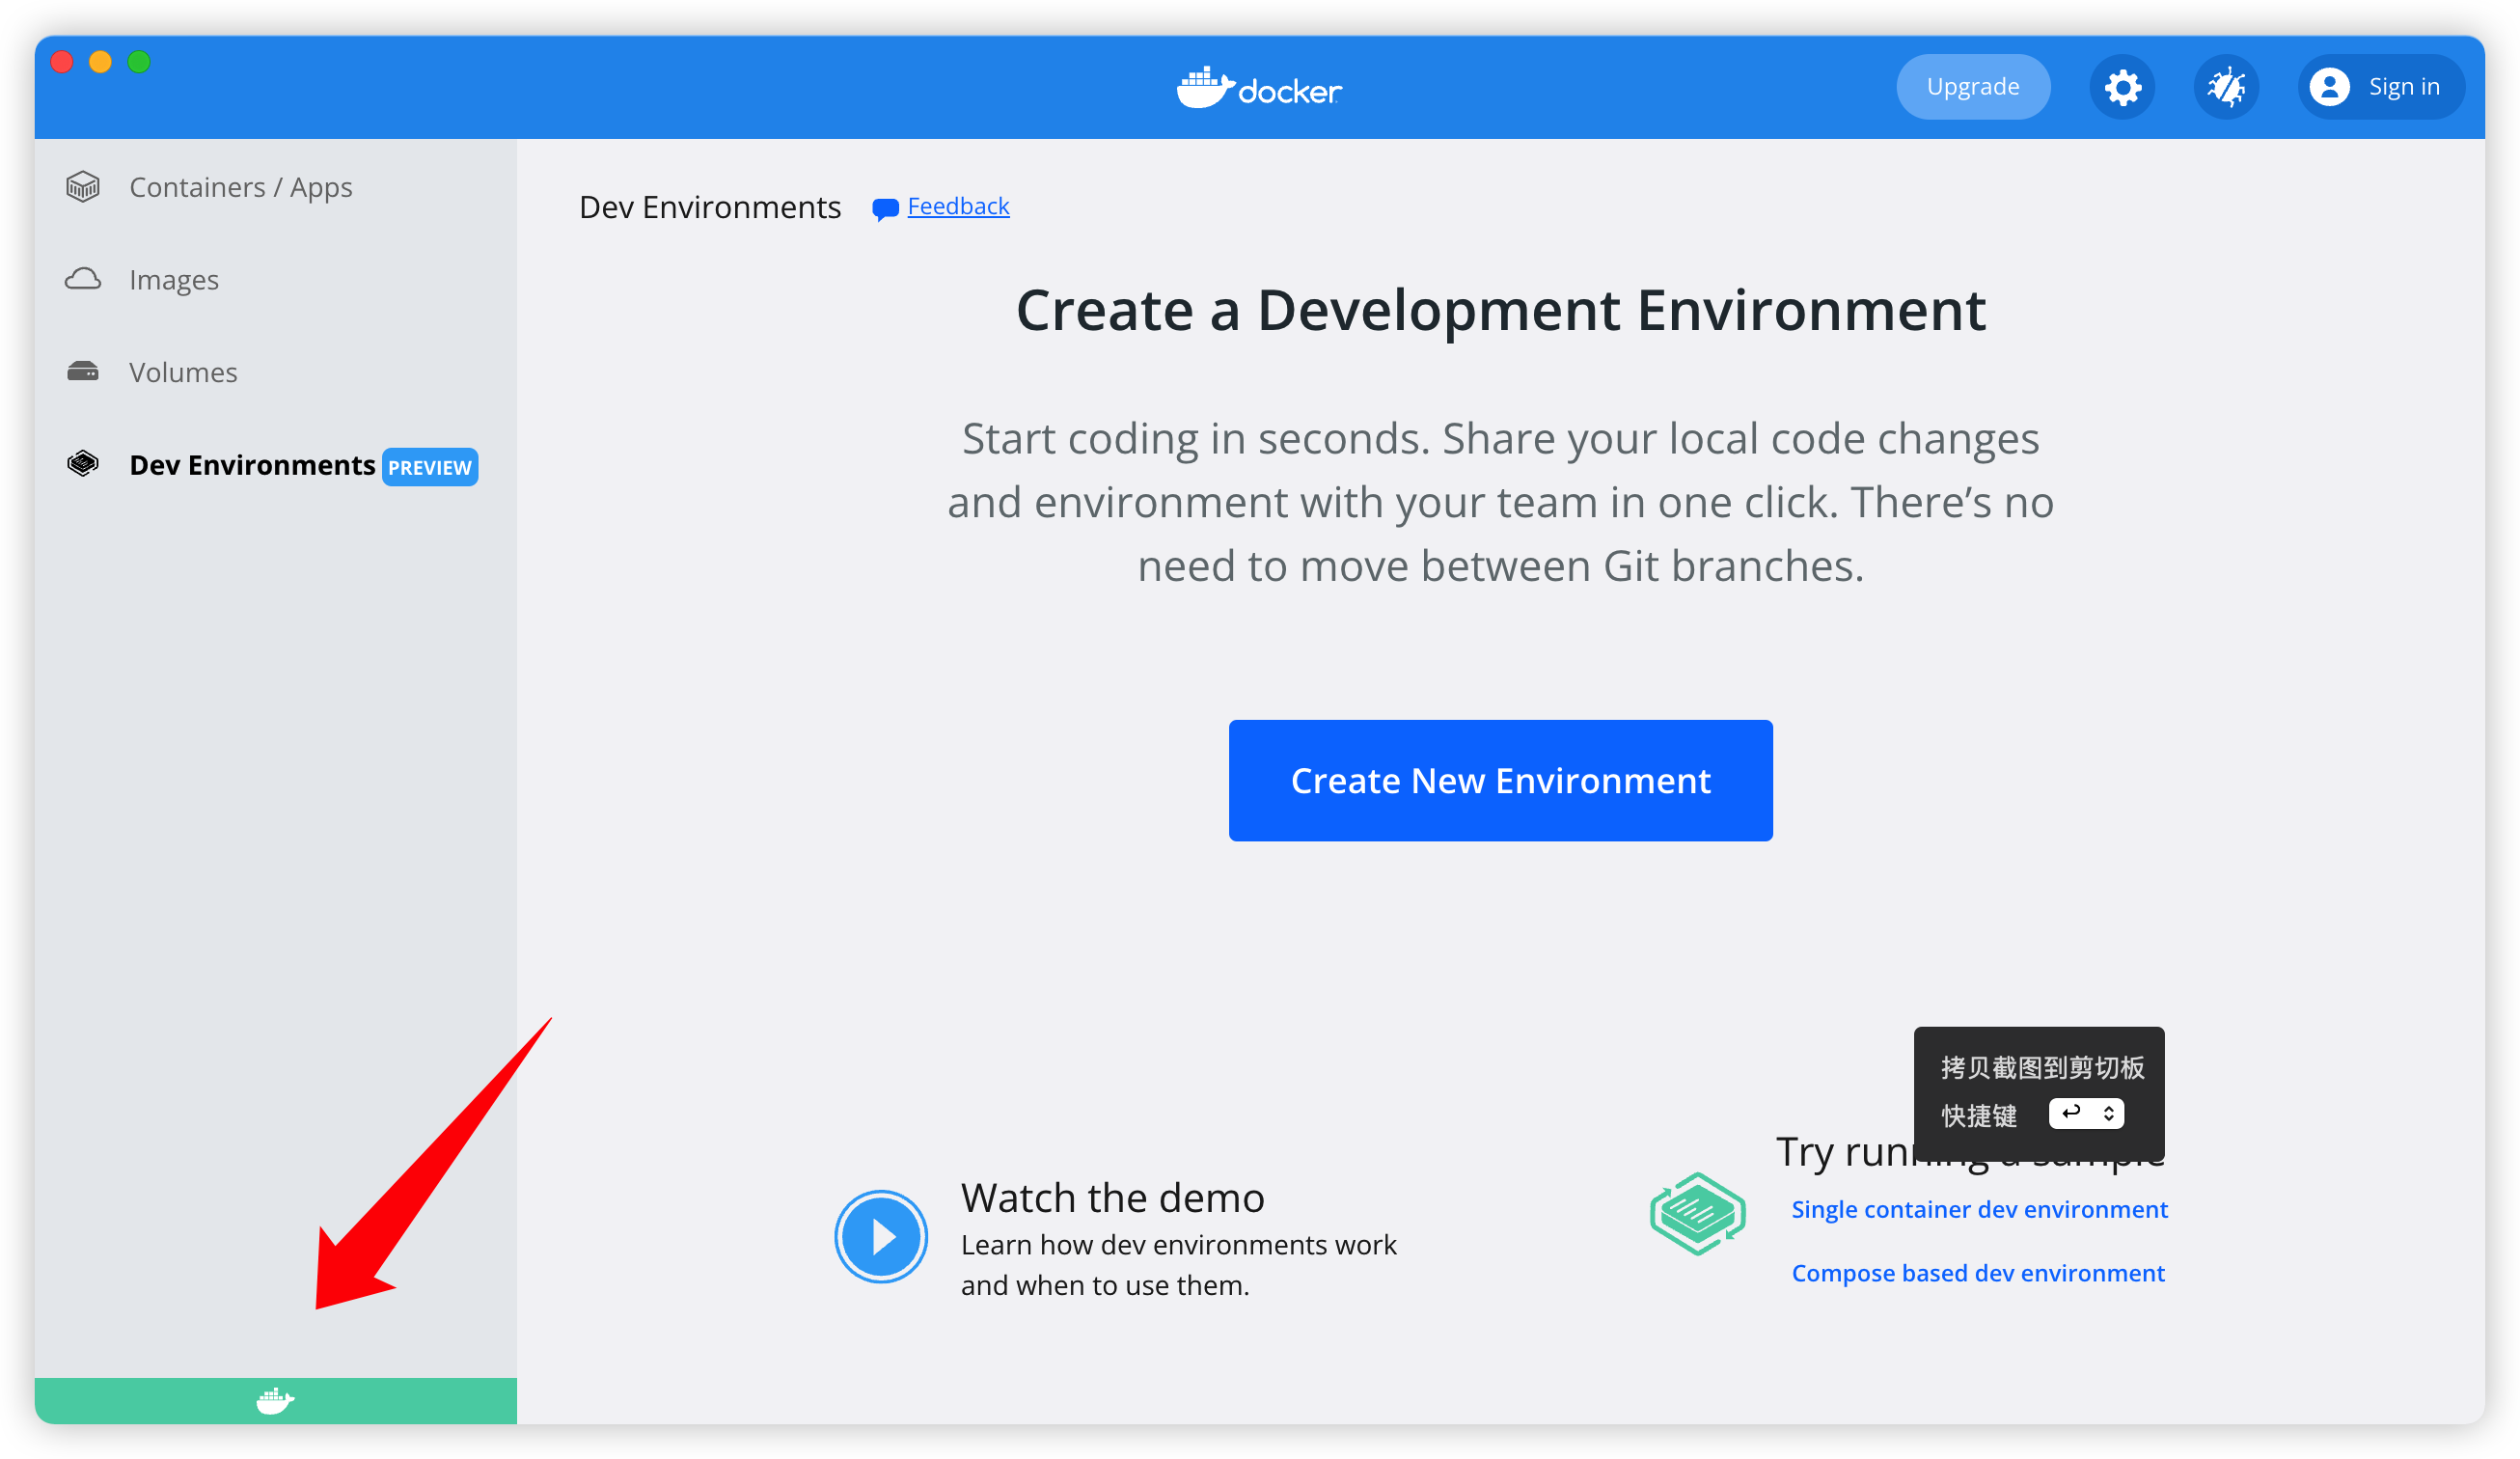 docker
Upgrade
Sign in
Containers / Apps
Images
Volumes
Dev Environments PREVIEW
Dev Environments
Feedback
Create a Development Environment
Start coding in seconds. Share your local code changes
and environment with your team in one click. There’s no
need to move between Git branches.
Create New Environment
Watch the demo
Learn how dev environments work
and when to use them.
拷贝截图到剪切板
快捷键
Try running a sample
Single container dev environment
Compose based dev environment